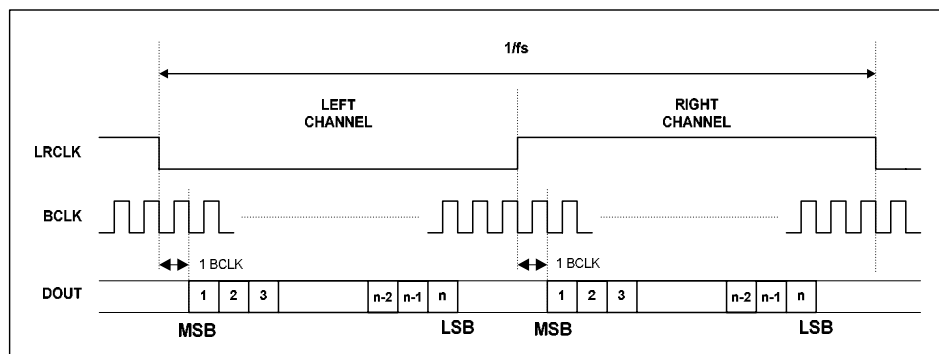 1/fs
LEFT
CHANNEL
RIGHT
CHANNEL
LRCLK
BCLK
1 BCLK
1 BCLK
DOUT
1 2 3 n-2 n-1 n 1 2 3 n-2 n-1 n
MSB LSB MSB LSB